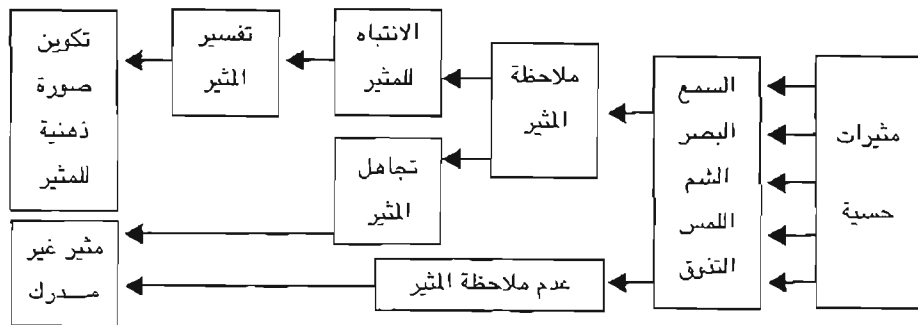 مثيرات
حسية
السمع
البصر
الشم
اللمس
التذوق
ملاحظة
المثير
الانتباه
للمثير
تفسير
المثير
تكوين
صورة
ذهنية
للمثير
تجاهل
المثير
عدم ملاحظة المثير
مثير غير
مـــدرك